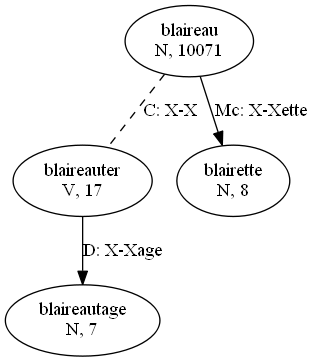 blaireau
N, 10071
C: X-X
Mc: X-Xette
blaireauter
V, 17
blairette
N, 8
D: X-Xage
blaireautage
N, 7